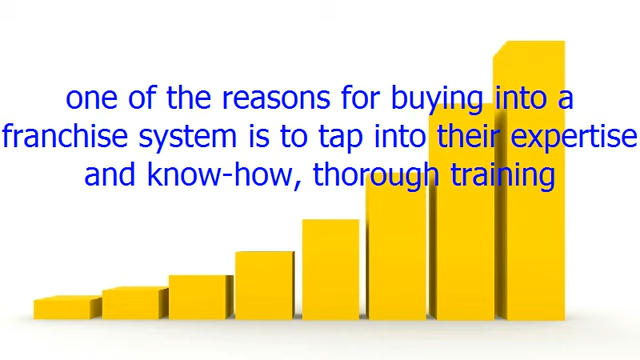 one of the reasons for buying into a
franchise system is to tap into their expertise
and know-how, thorough training